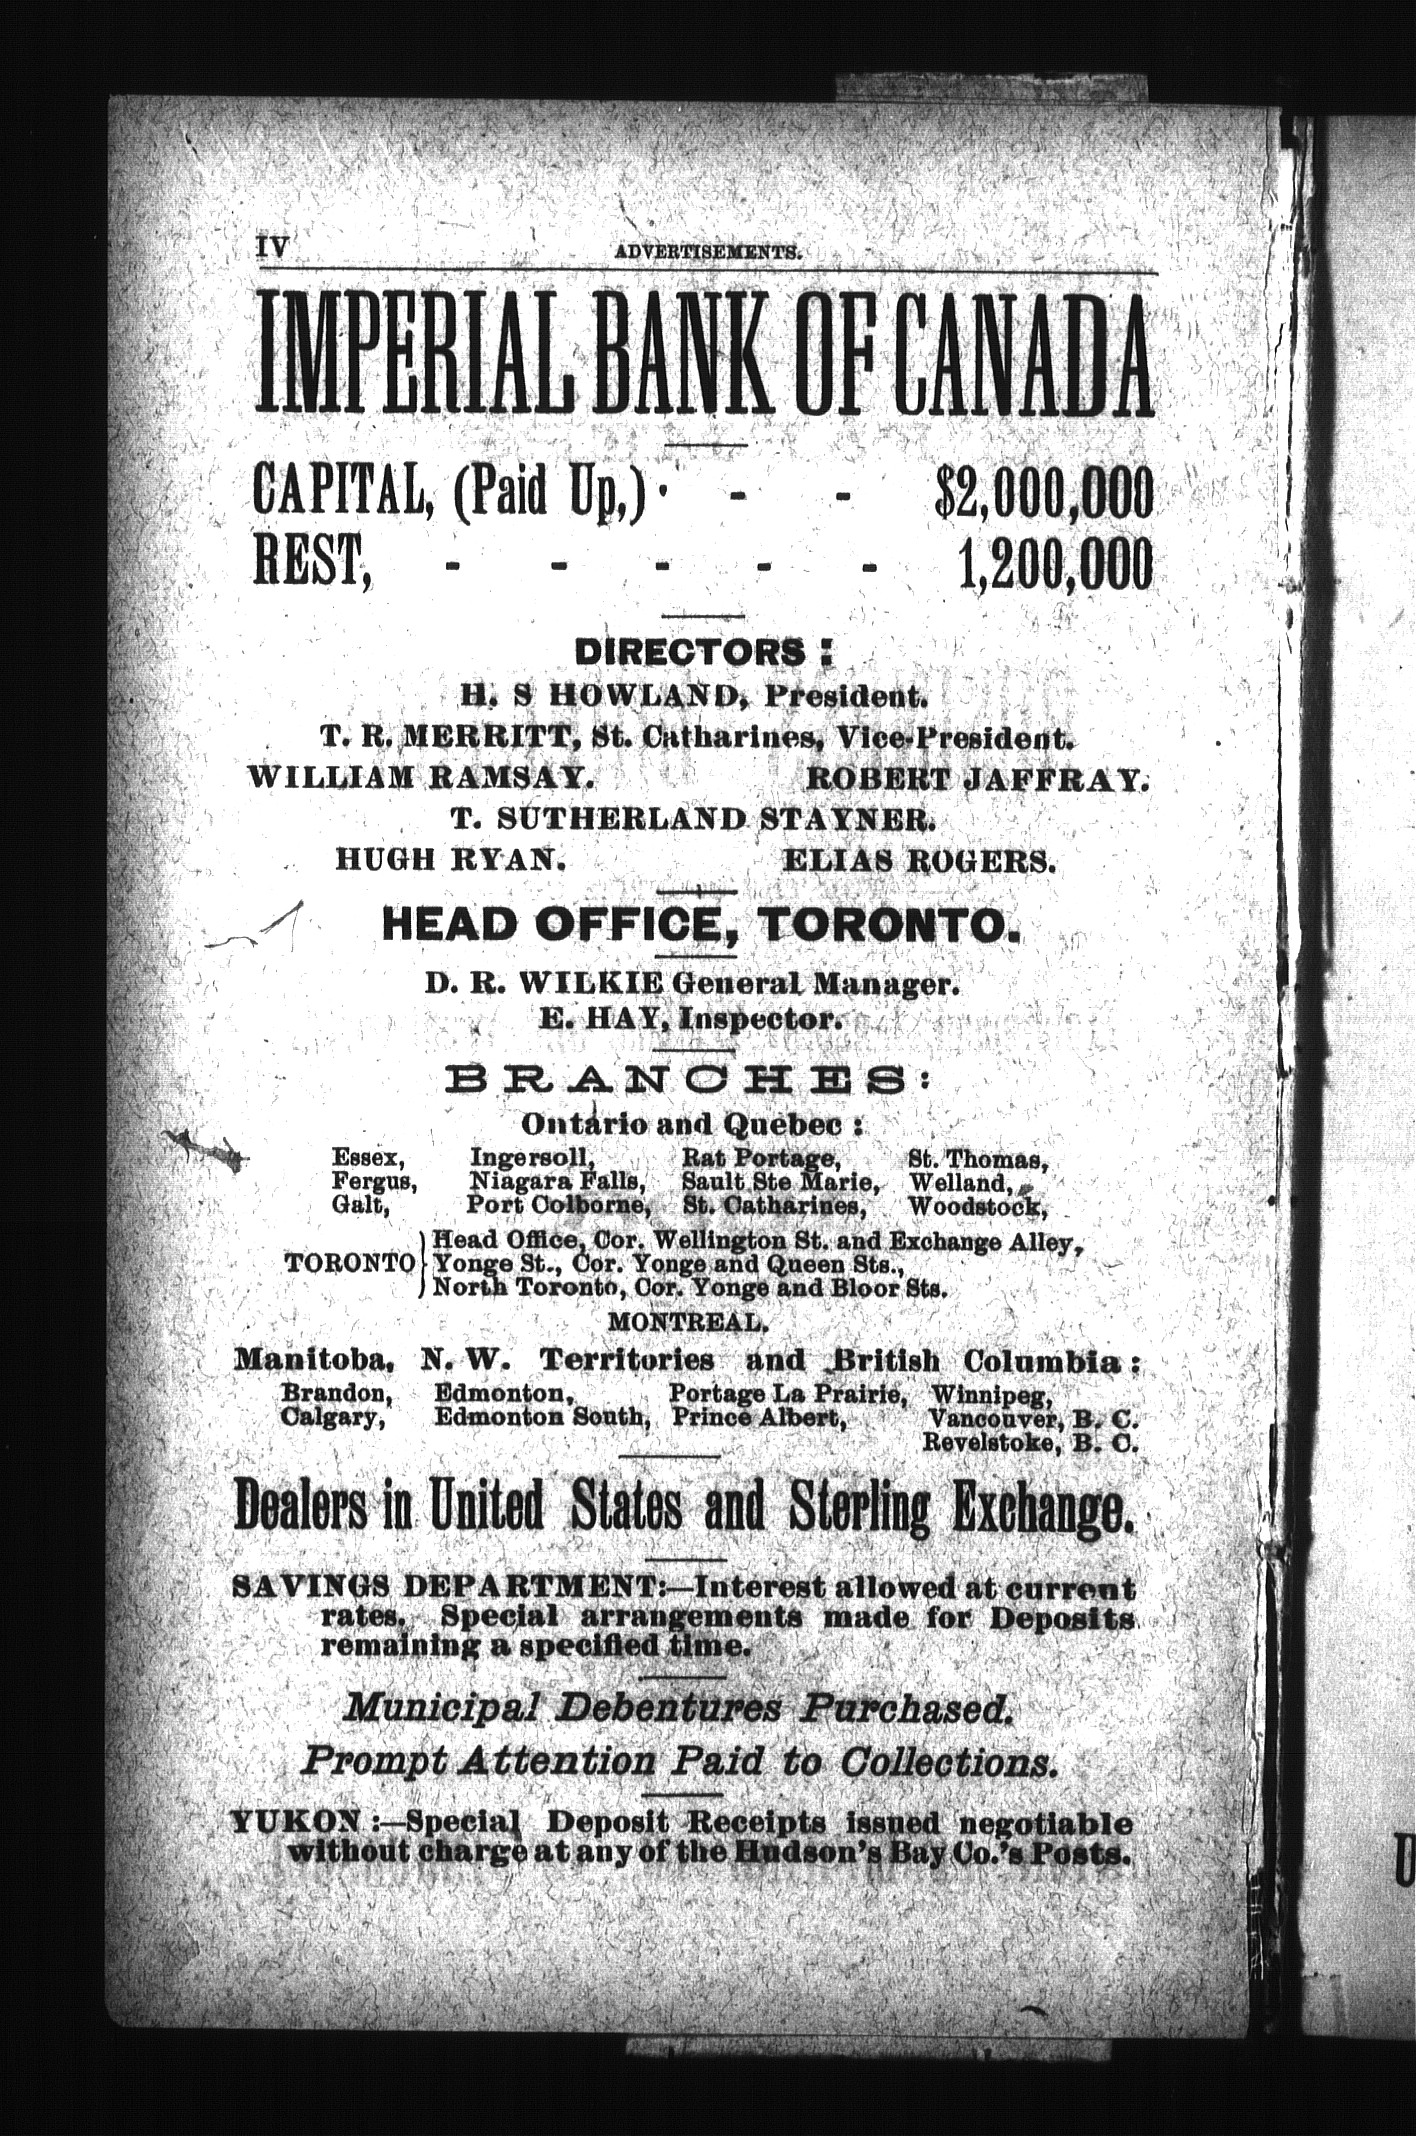 IV ADVERTISEMENTS.
IMPERIAL BANK OF CANADA
CAPITAL, (Paid Up,) · - - $2,000,000
REST, - - - - - 1,200,000
DIRECTORS :
H. S HOWLAND, President.
T. R. MERRITT, St. Catharines, Vice-President.
WILLIAM RAMSAY. ROBERT JAFFRAY.
T. SUTHERLAND STAYNER.
HUGH RYAN. ELIAS ROGERS.
HEAD OFFICE, TORONTO.
D. R. WILKIE General Manager.
E. HAY, Inspector.
BRANCHES:
Ontario and Quebec :
Essex, Ingersoll, Rat Portage, St. Thomas,
Fergus, Niagara Falls, Sault Ste Marie, Welland,
Galt, Port Colborne, St. Catharines, Woodstock,
Head Office, Cor. Wellington St. and Exchange Alley,
TORONTO Yonge St., Cor. Yonge and Queen Sts.,
North Toronto, Cor. Yonge and Bloor Sts.
MONTREAL.
Manitoba, N. W. Territories and British Columbia :
Brandon, Edmonton, Portage La Prairie, Winnipeg,
Calgary, Edmonton South, Prince Albert, Vancouver, B. C.
Revelstoke, B. C.
Dealers in United States and Sterling Exchange.
SAVINGS DEPARTMENT:—Interest allowed at current
rates. Special arrangements made for Deposits
remaining a specified time.
Municipal Debentures Purchased.
Prompt Attention Paid to Collections.
YUKON :—Special Deposit Receipts issued negotiable
without charge at any of the Hudson's Bay Co.'s Posts.